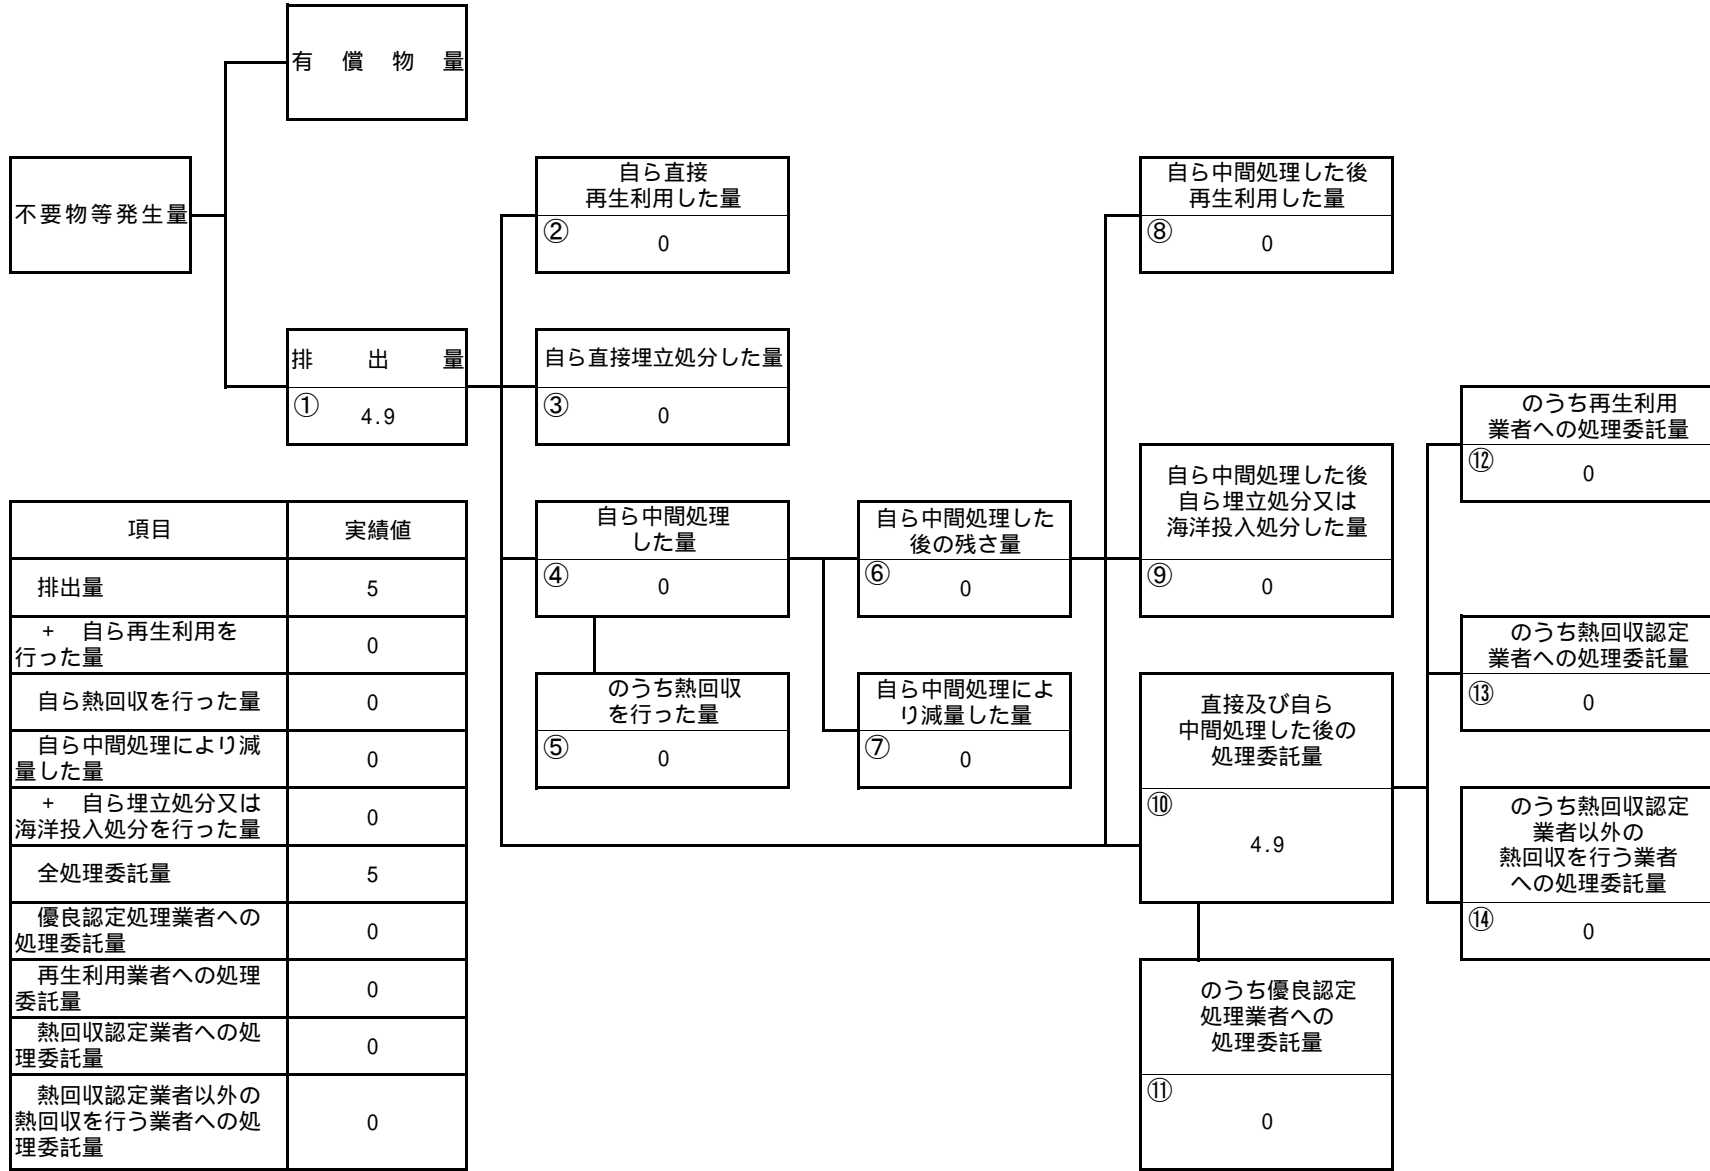 有償物量
不要物等発生量
排出量
① 4.9
自ら直接
再生利用した量
② 0
自ら直接埋立処分した量
③ 0
自ら中間処理
した量
④ 0
のうち熱回収
を行った量
⑤ 0
自ら中間処理した
後の残さ量
⑥ 0
自ら中間処理によ
り減量した量
⑦ 0
自ら中間処理した後
再生利用した量
⑧ 0
自ら中間処理した後
自ら埋立処分又は
海洋投入処分した量
⑨ 0
直接及び自ら
中間処理した後の
処理委託量
⑩ 4.9
のうち優良認定
処理業者への
処理委託量
⑪ 0
のうち再生利用
業者への処理委託量
⑫ 0
のうち熱回収認定
業者への処理委託量
⑬ 0
のうち熱回収認定
業者以外の
熱回収を行う業者
への処理委託量
⑭ 0
項目 実績値
排出量 5
+ 自ら再生利用を
行った量 0
自ら熱回収を行った量 0
自ら中間処理により減
量した量 0
+ 自ら埋立処分又は
海洋投入処分を行った量 0
全処理委託量 5
優良認定処理業者への
処理委託量 0
再生利用業者への処理
委託量 0
熱回収認定業者への処
理委託量 0
熱回収認定業者以外の
熱回収を行う業者への処
理委託量 0